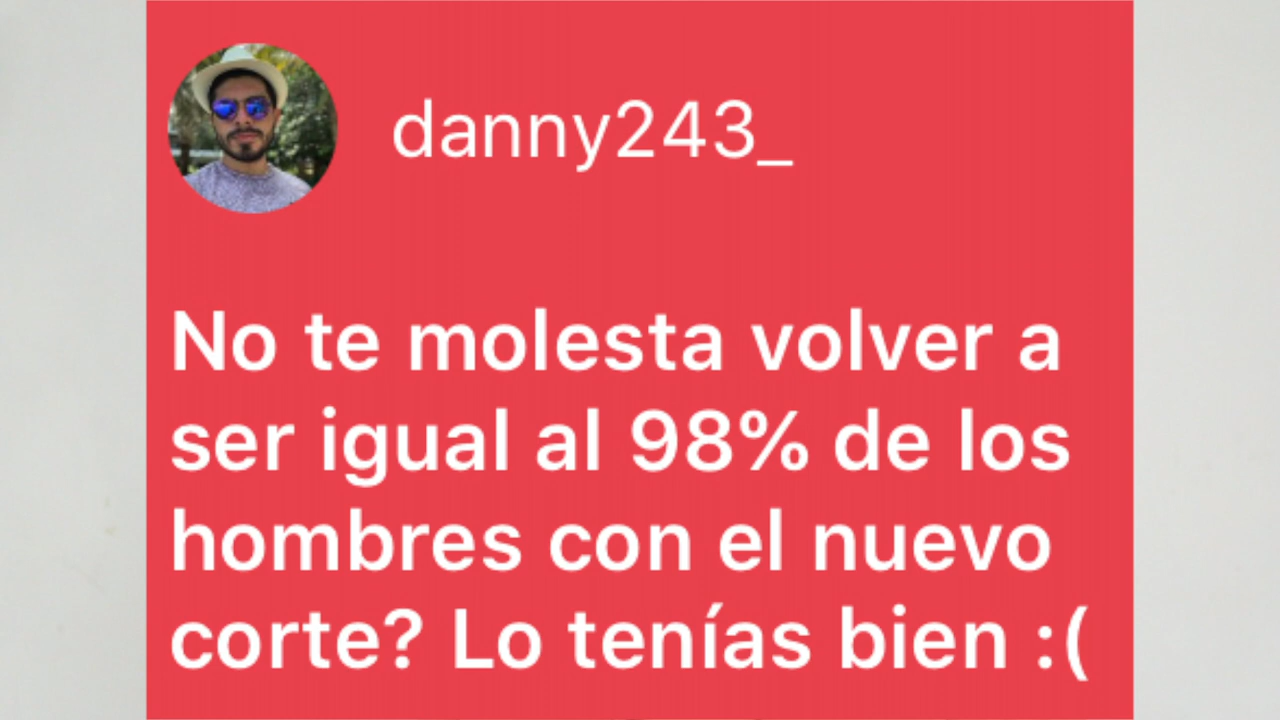 danny243_
No te molesta volver a
ser igual al 98% de los
hombres con el nuevo
corte? Lo tenías bien :(